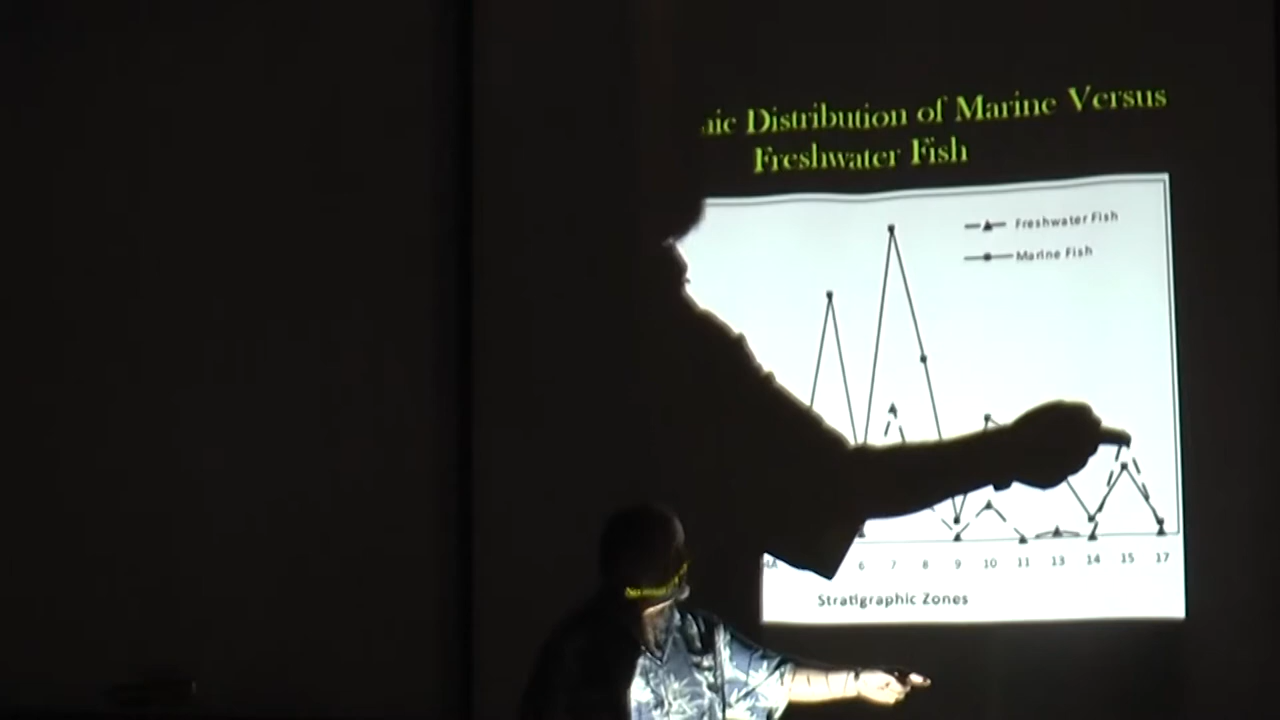 Distribution of Marine Versus
Freshwater Fish
Freshwater Fish
Marine Fish
6 7 8 9 10 11 13 14 15 17
Stratigraphic Zones